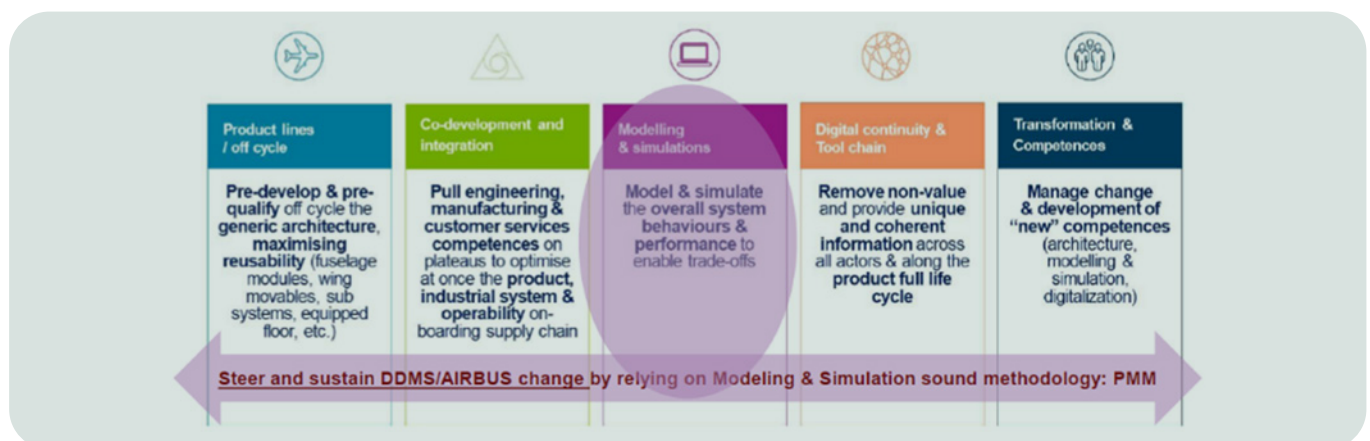 Product lines
/ off cycle
Pre-develop & pre-
qualify off cycle the
generic architecture,
maximising
reusability (fuselage
modules, wing
movables, sub
systems, equipped
floor, etc.)
Co-development and
integration
Pull engineering,
manufacturing &
customer services
competences on
plateaus to optimise
at once the product,
industrial system &
operability on-
boarding supply chain
Modelling
& simulations
Model & simulate
the overall system
behaviours &
performance to
enable trade-offs
Digital continuity &
Tool chain
Remove non-value
and provide unique
and coherent
information across
all actors & along the
product full life
cycle
Transformation &
Competences
Manage change
& development of
“new” competences
(architecture,
modelling &
simulation,
digitalization)
Steer and sustain DDMS/AIRBUS change by relying on Modeling & Simulation sound methodology: PMM